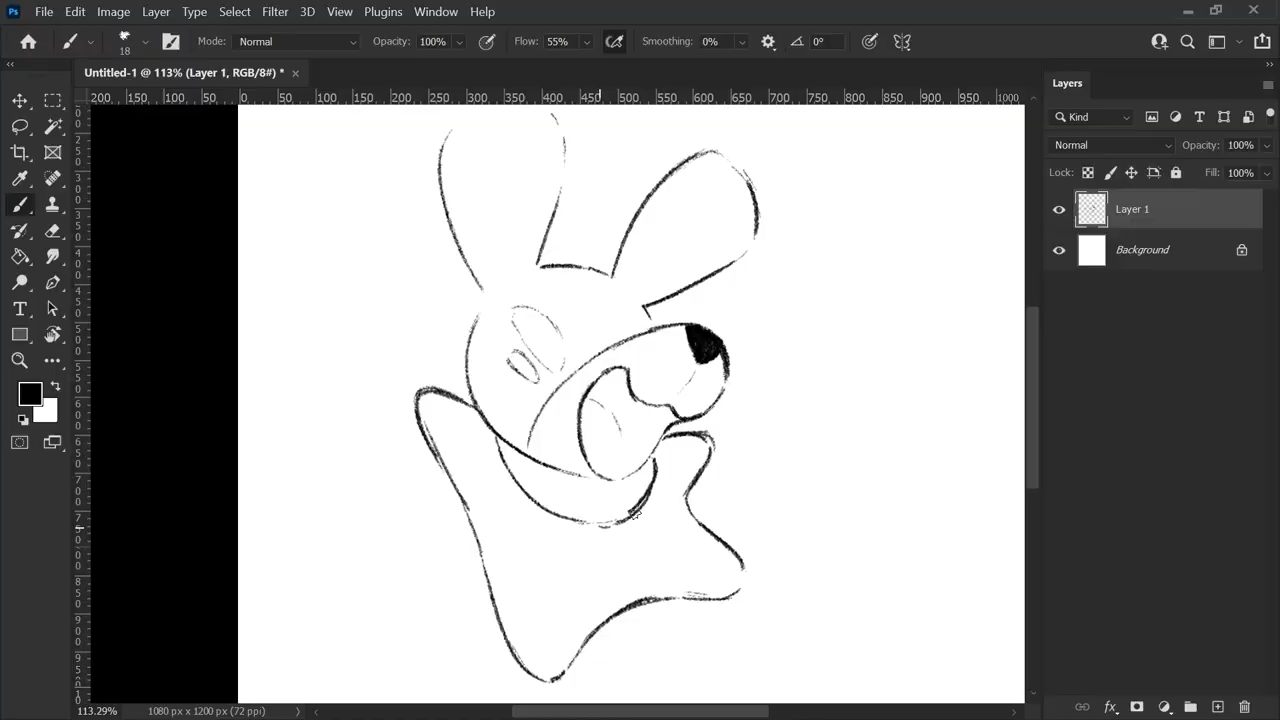 Ps File Edit Image Layer Type Select Filter 3D View Plugins Window Help
18 Mode: Normal Opacity: 100% Flow: 55% Smoothing: 0% 0°
Untitled-1 @ 113% (Layer 1, RGB/8#) *
200 150 100 50 0 50 100 150 200 250 300 350 400 450 500 550 600 650 700 750 800 850 900 950 1000
Layers
Kind
Normal Opacity: 100%
Lock: Fill: 100%
Layer 1
Background
113.29% 1080 px x 1200 px (72 ppi)